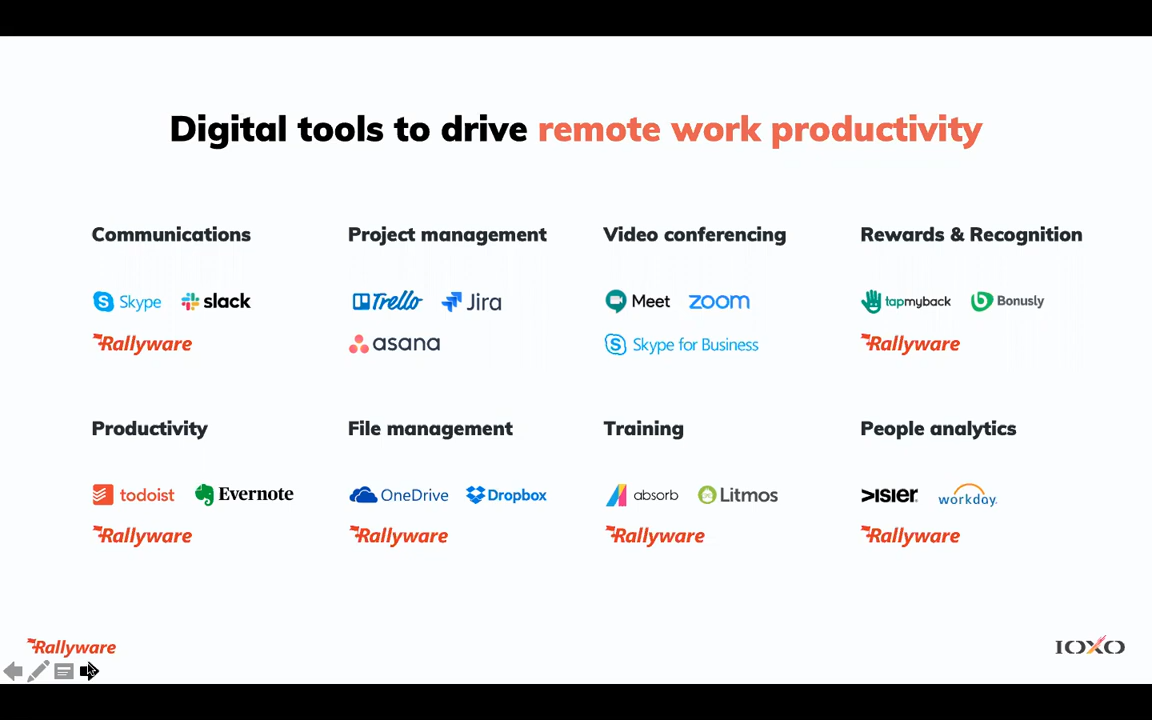 Digital tools to drive remote work productivity
Communications
Skype slack
Rallyware
Project management
Trello Jira
asana
Video conferencing
Meet zoom
Skype for Business
Rewards & Recognition
tapmyback Bonusly
Rallyware
Productivity
todoist Evernote
Rallyware
File management
OneDrive Dropbox
Rallyware
Training
absorb Litmos
Rallyware
People analytics
>ISIER workday.
Rallyware
Rallyware
IOXO